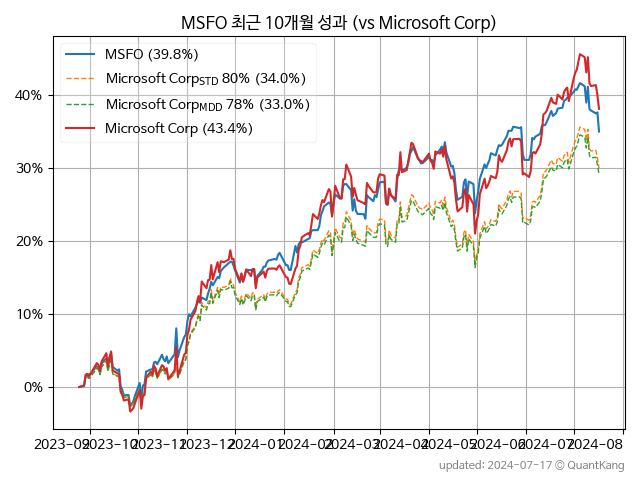 MSFO 최근 10개월 성과 (vs Microsoft Corp)
MSFO (39.8%)
Microsoft CorpSTD 80% (34.0%)
Microsoft CorpMDD 78% (33.0%)
Microsoft Corp (43.4%)
40%
30%
20%
10%
0%
2023-09 2023-10 2023-11 2023-12 2024-01 2024-02 2024-03 2024-04 2024-05 2024-06 2024-07 2024-08
updated: 2024-07-17 © QuantKang